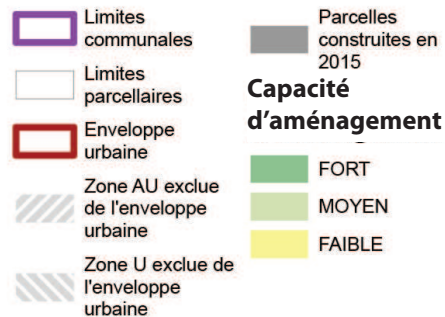 Limites
communales
Limites
parcellaires
Enveloppe
urbaine
Zone AU exclue
de l'enveloppe
urbaine
Zone U exclue de
l'enveloppe
urbaine
Parcelles
construites en
2015
Capacité
d'aménagement
FORT
MOYEN
FAIBLE